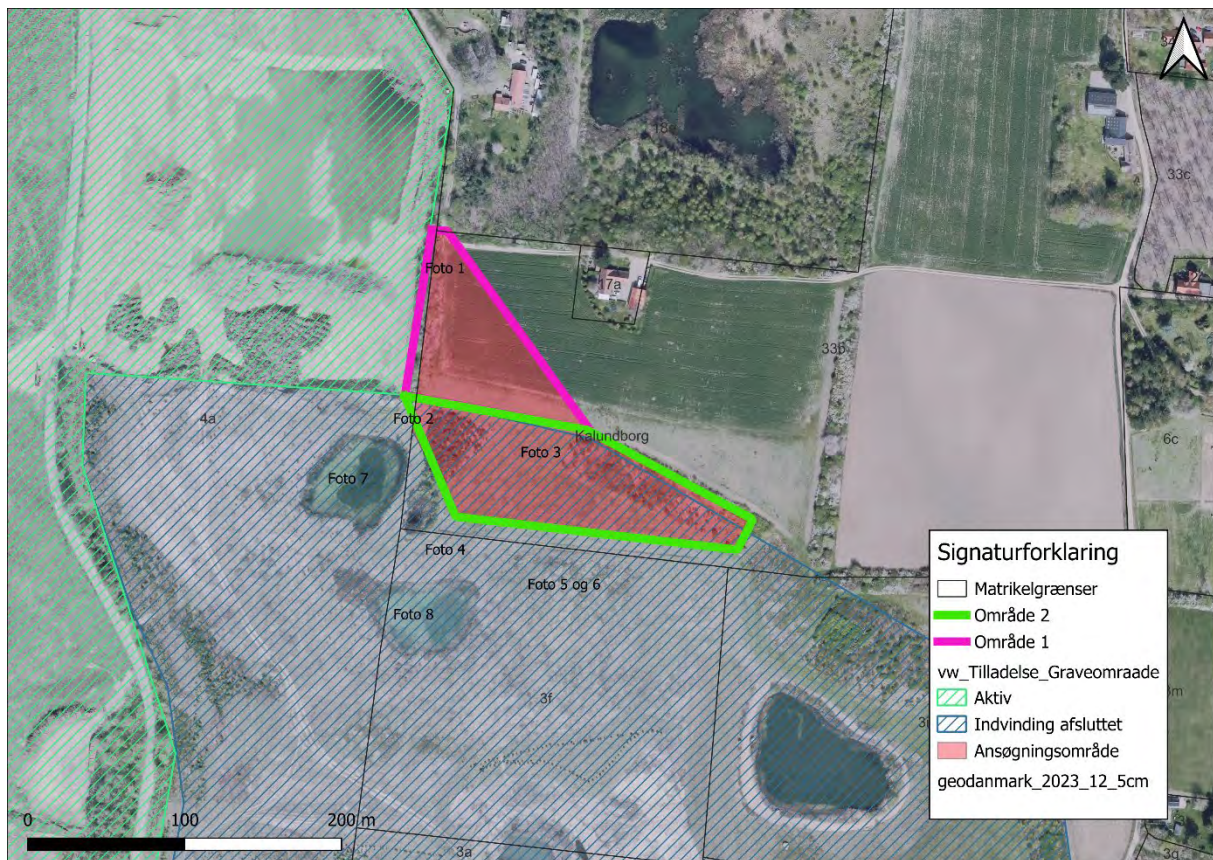 33c
Foto 1
17a
33b
4a
Foto 2
Kalundborg
Foto 3
6c
Foto 7
Foto 4
Foto 5 og 6
Foto 8
3f
3a
Signaturforklaring
Matrikelgrænser
Område 2
Område 1
vw_Tilladelse_Graveomraade
Aktiv
Indvinding afsluttet
Ansøgningsområde
geodanmark_2023_12_5cm
0 100 200 m